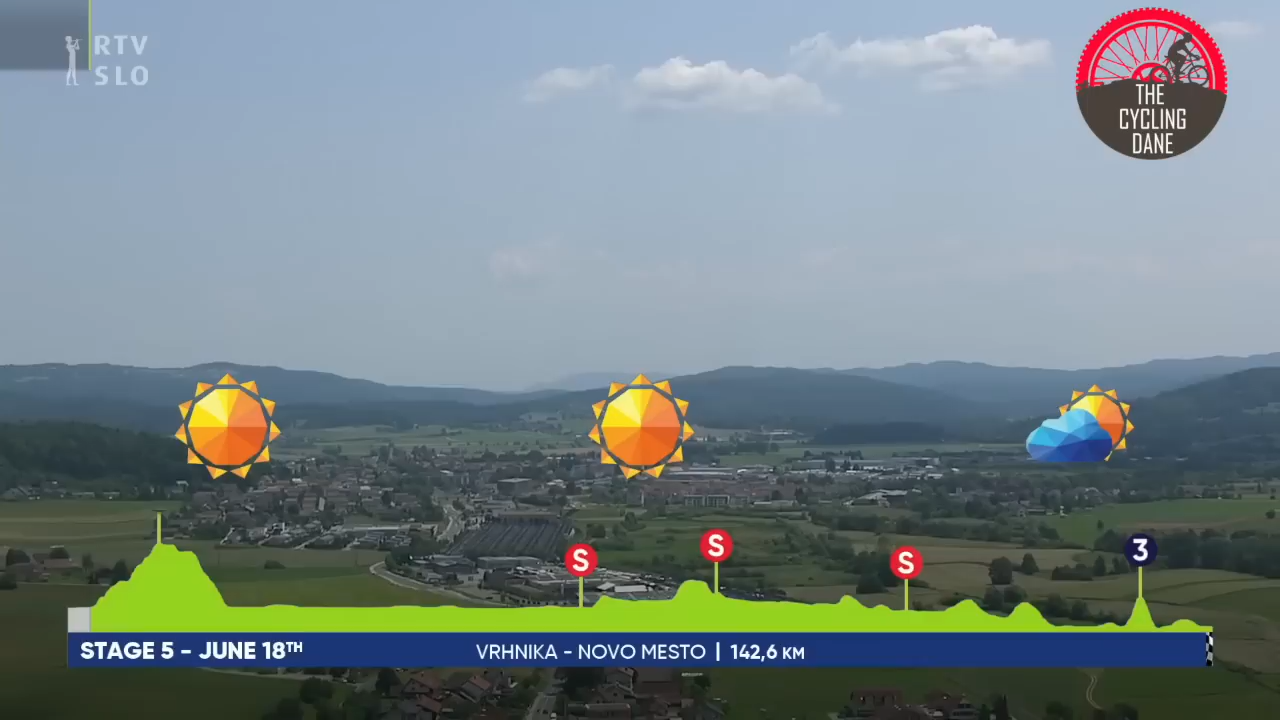 RTV
SLO
THE
CYCLING
DANE
S
S
S
3
STAGE 5 - JUNE 18TH
VRHNIKA - NOVO MESTO | 142,6 KM